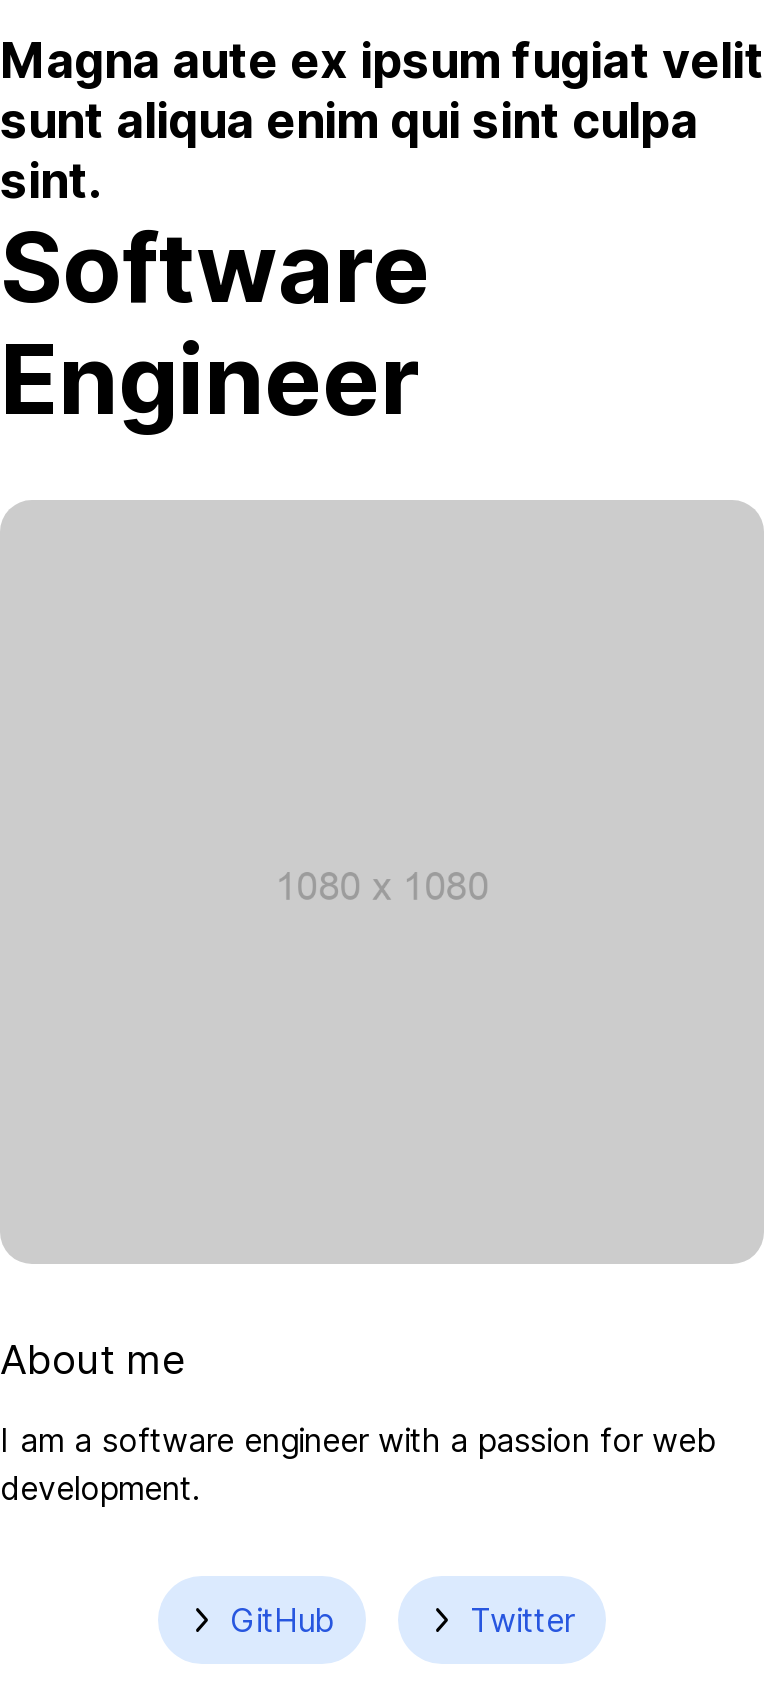 Magna aute ex ipsum fugiat velit
sunt aliqua enim qui sint culpa
sint.
Software
Engineer
1080 x 1080
About me
I am a software engineer with a passion for web
development.
GitHub
Twitter